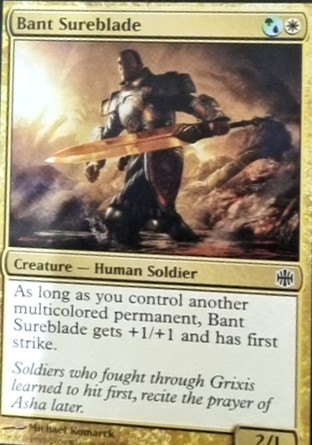 Bant Sureblade
Creature — Human Soldier
As long as you control another
multicolored permanent, Bant
Sureblade gets +1/+1 and has first
strike.
Soldiers who fought through Grixis
learned to hit first, recite the prayer of
Asha later.
Michael Komarck
2/1